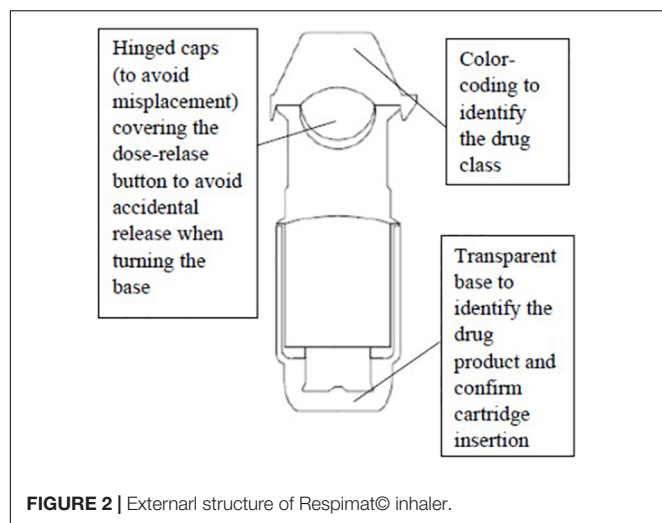 Hinged caps
(to avoid
misplacement)
covering the
dose-relase
button to avoid
accidental
release when
turning the
base
Color-
coding to
identify
the drug
class
Transparent
base to
identify the
drug
product and
confirm
cartridge
insertion
FIGURE 2 | Externarl structure of Respimat© inhaler.